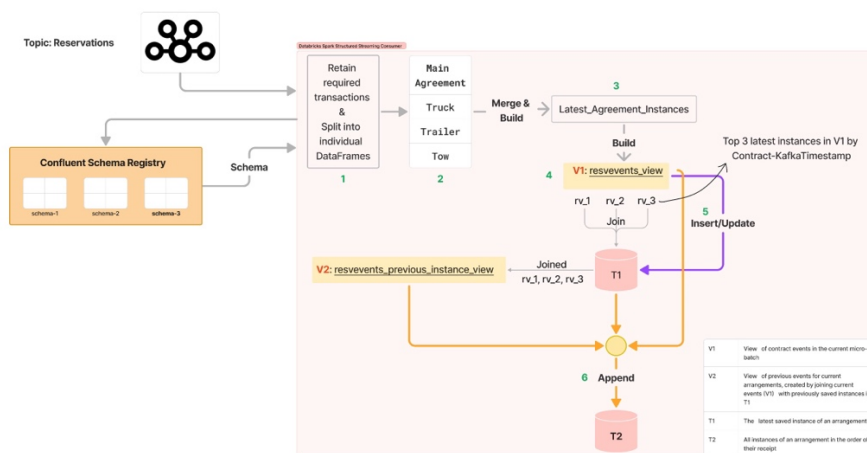 Databricks Spark Structured Streaming Consumer
Topic: Reservations
Retain
required
transactions
&
Split into
individual
DataFrames
1
Main
Agreement
Truck
Trailer
Tow
2
Merge &
Build
3
Latest_Agreement_Instances
Build
Top 3 latest instances in V1 by
Contract-KafkaTimestamp
Confluent Schema Registry
schema-1
schema-2
schema-3
Schema
4
V1: resvevents_view
rv_1 rv_2 rv_3
Join
5
Insert/Update
V2: resvevents_previous_instance_view
Joined
rv_1, rv_2, rv_3
T1
6 Append
T2
V1 View of contract events in the current micro-
batch
V2 View of previous events for current
arrangements, created by joining current
events (V1) with previously saved instances i
T1
T1 The latest saved instance of an arrangement
T2 All instances of an arrangement in the order o
their receipt